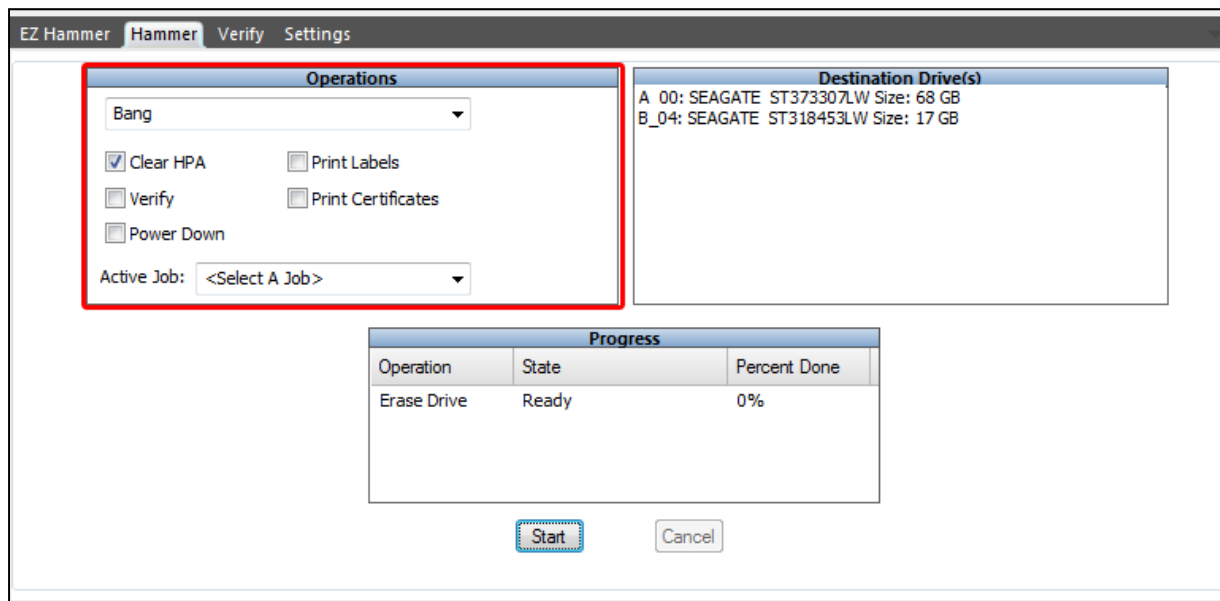 EZ Hammer Hammer Verify Settings
Operations
Bang
Clear HPA Print Labels
Verify Print Certificates
Power Down
Active Job: <Select A Job>
Destination Drive(s)
A_00: SEAGATE ST373307LW Size: 68 GB
B_04: SEAGATE ST318453LW Size: 17 GB
Progress
Operation State Percent Done
Erase Drive Ready 0%
Start Cancel